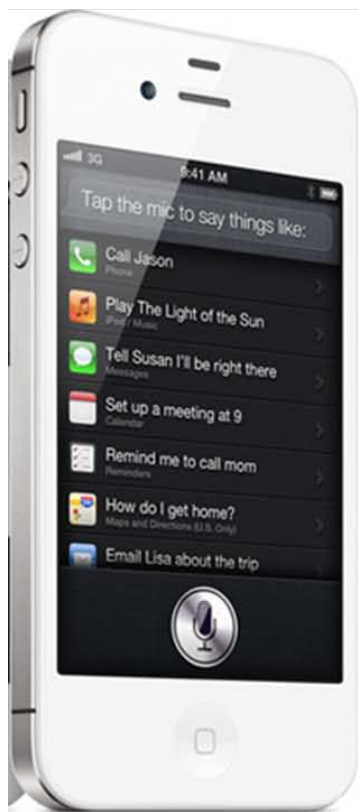 3G 9:41 AM
Tap the mic to say things like:
Call Jason
Phone
Play The Light of the Sun
iPod / Music
Tell Susan I'll be right there
Messages
Set up a meeting at 9
Calendar
Remind me to call mom
Reminders
How do I get home?
Maps and Directions (U.S. Only)
Email Lisa about the trip